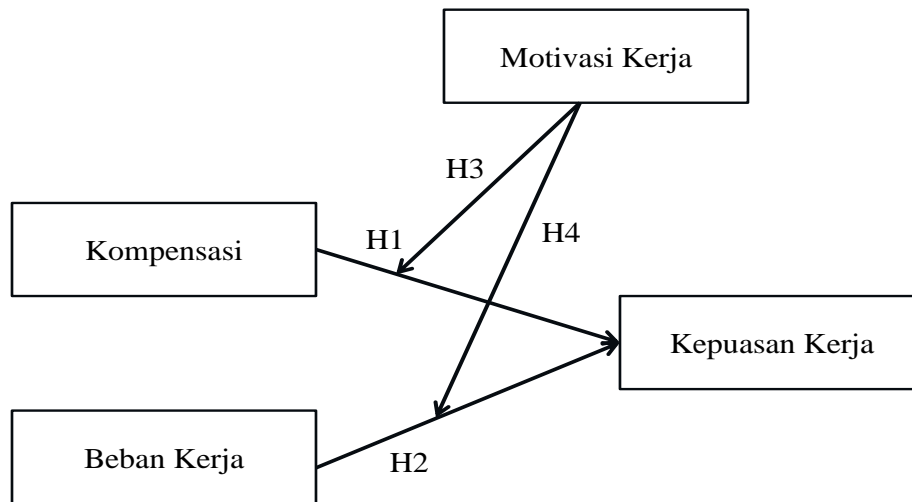 Motivasi Kerja
H3
Kompensasi
H1
H4
Kepuasan Kerja
Beban Kerja
H2